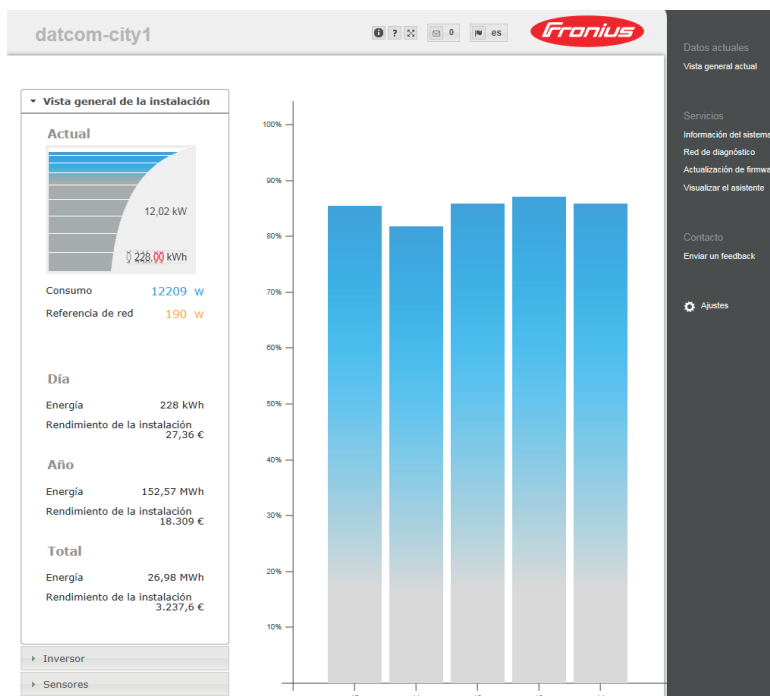 datcom-city1
i ? 0 es
Fronius
Datos actuales
Vista general actual
Servicios
Información del sistema
Red de diagnóstico
Actualización de firmwa
Visualizar el asistente
Contacto
Enviar un feedback
Ajustes
Vista general de la instalación
Actual
12,02 kW
0 228.00 kWh
Consumo 12209 W
Referencia de red 190 W
Día
Energía 228 kWh
Rendimiento de la instalación
27,36 €
Año
Energía 152,57 MWh
Rendimiento de la instalación
18.309 €
Total
Energía 26,98 MWh
Rendimiento de la instalación
3.237,6 €
Inversor
Sensores
100%
90%
80%
70%
60%
50%
40%
30%
20%
10%